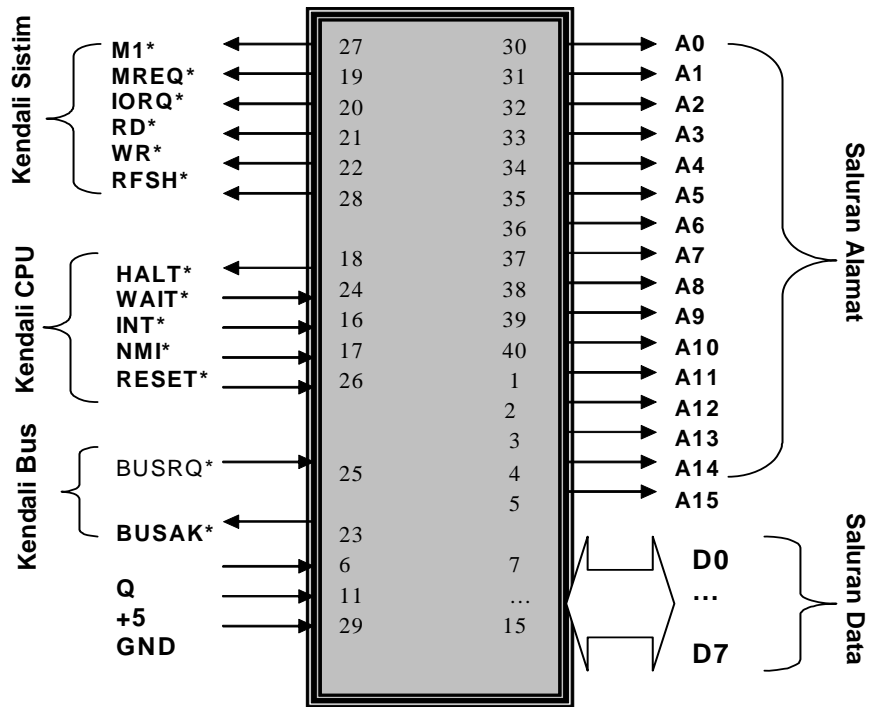 Kendali Sistim
M1*
MREQ*
IORQ*
RD*
WR*
RFSH*
27
19
20
21
22
28
Kendali CPU
HALT*
WAIT*
INT*
NMI*
RESET*
18
24
16
17
26
Kendali Bus
BUSRQ*
BUSAK*
25
23
Q
+5
GND
6
11
29
30
31
32
33
34
35
36
37
38
39
40
1
2
3
4
5
A0
A1
A2
A3
A4
A5
A6
A7
A8
A9
A10
A11
A12
A13
A14
A15
Saluran Alamat
7
...
15
D0
...
D7
Saluran Data